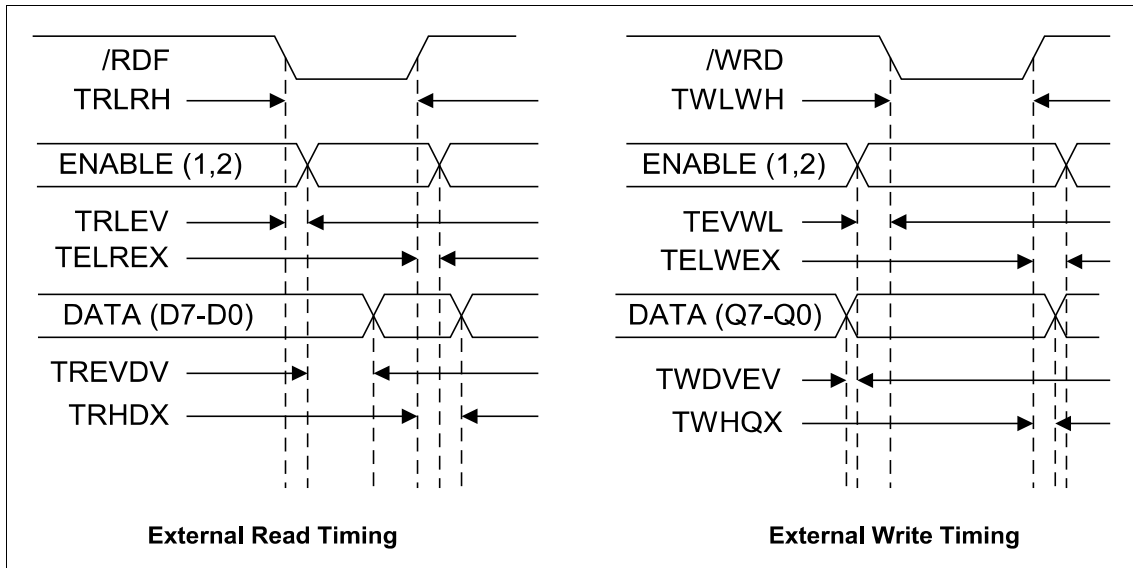 /RDF
TRLRH
ENABLE (1,2)
TRLEV
TELREX
DATA (D7-D0)
TREVDV
TRHDX
External Read Timing
/WRD
TWLWH
ENABLE (1,2)
TEVWL
TELWEX
DATA (Q7-Q0)
TWDVEV
TWHQX
External Write Timing